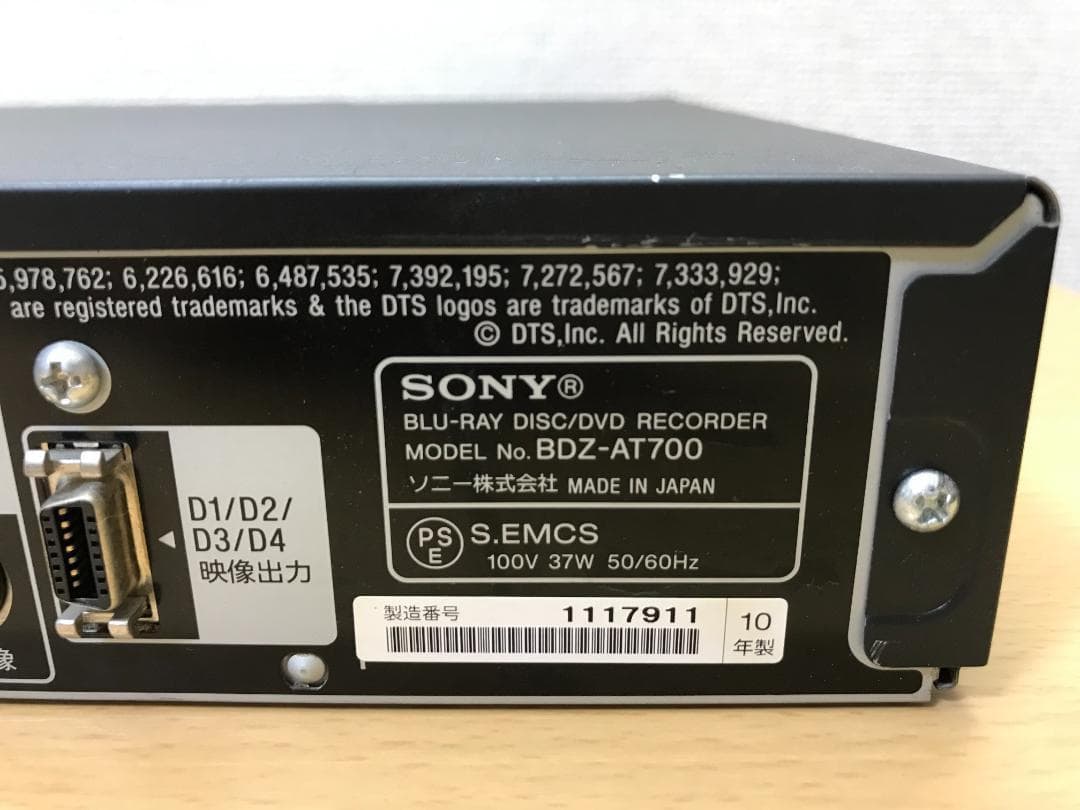 5,978,762; 6,226,616; 6,487,535; 7,392,195; 7,272,567; 7,333,929;
are registered trademarks & the DTS logos are trademarks of DTS,Inc.
© DTS,Inc. All Rights Reserved.
SONY®
BLU-RAY DISC/DVD RECORDER
MODEL No. BDZ-AT700
ソニー株式会社 MADE IN JAPAN
PSE S.EMCS
100V 37W 50/60Hz
D1/D2/
D3/D4
映像出力
製造番号 1117911
10
年製
像